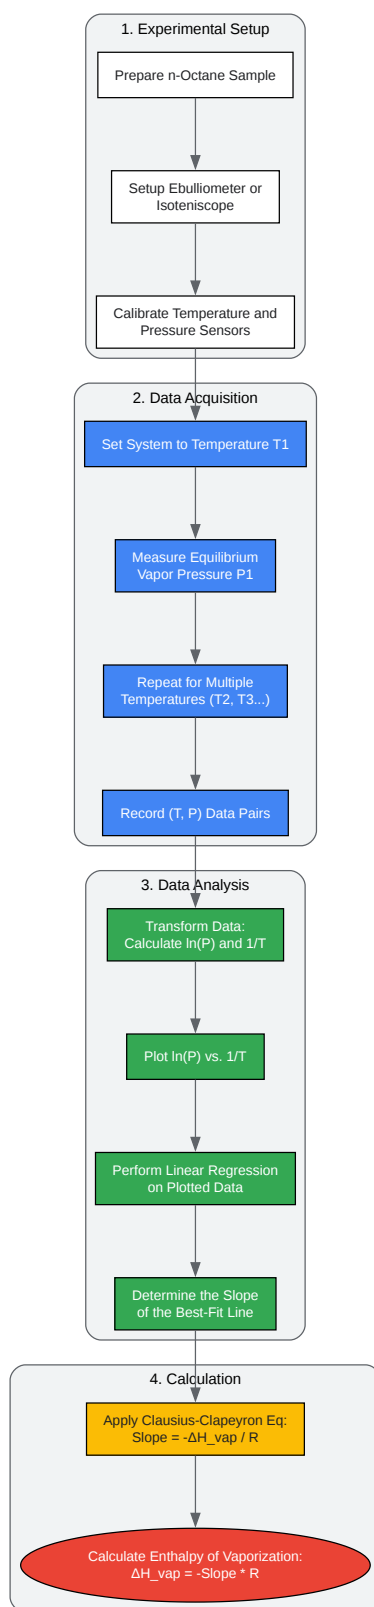 1. Experimental Setup
Prepare n-Octane Sample
Setup Ebulliometer or
Isoteniscope
Calibrate Temperature and
Pressure Sensors
2. Data Acquisition
Set System to Temperature T1
Measure Equilibrium
Vapor Pressure P1
Repeat for Multiple
Temperatures (T2, T3...)
Record (T, P) Data Pairs
3. Data Analysis
Transform Data:
Calculate ln(P) and 1/T
Plot ln(P) vs. 1/T
Perform Linear Regression
on Plotted Data
Determine the Slope
of the Best-Fit Line
4. Calculation
Apply Clausius-Clapeyron Eq:
Slope = -ΔH_vap / R
Calculate Enthalpy of Vaporization:
ΔH_vap = -Slope * R